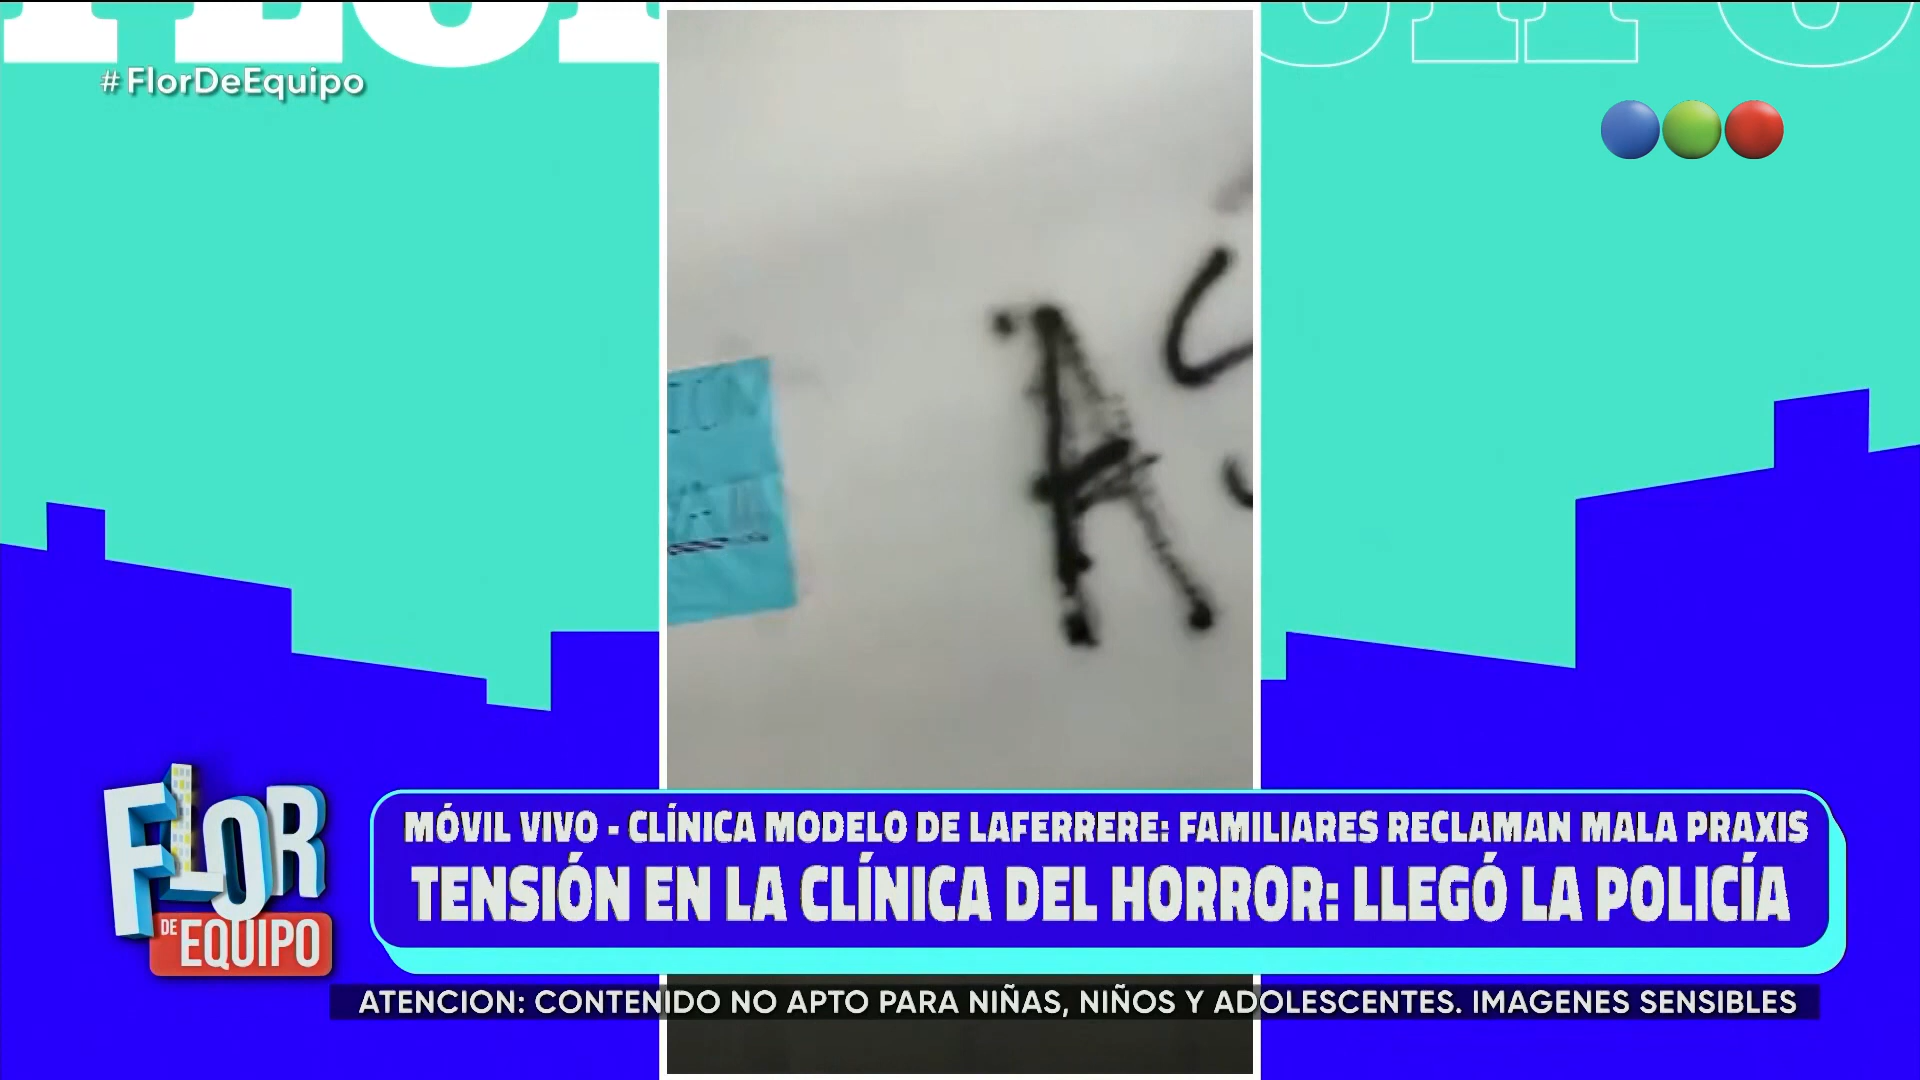 #FlorDeEquipo
A
FLOR
DE EQUIPO
MÓVIL VIVO - CLÍNICA MODELO DE LAFERRERE: FAMILIARES RECLAMAN MALA PRAXIS
TENSIÓN EN LA CLÍNICA DEL HORROR: LLEGÓ LA POLICÍA
ATENCION: CONTENIDO NO APTO PARA NIÑAS, NIÑOS Y ADOLESCENTES. IMAGENES SENSIBLES